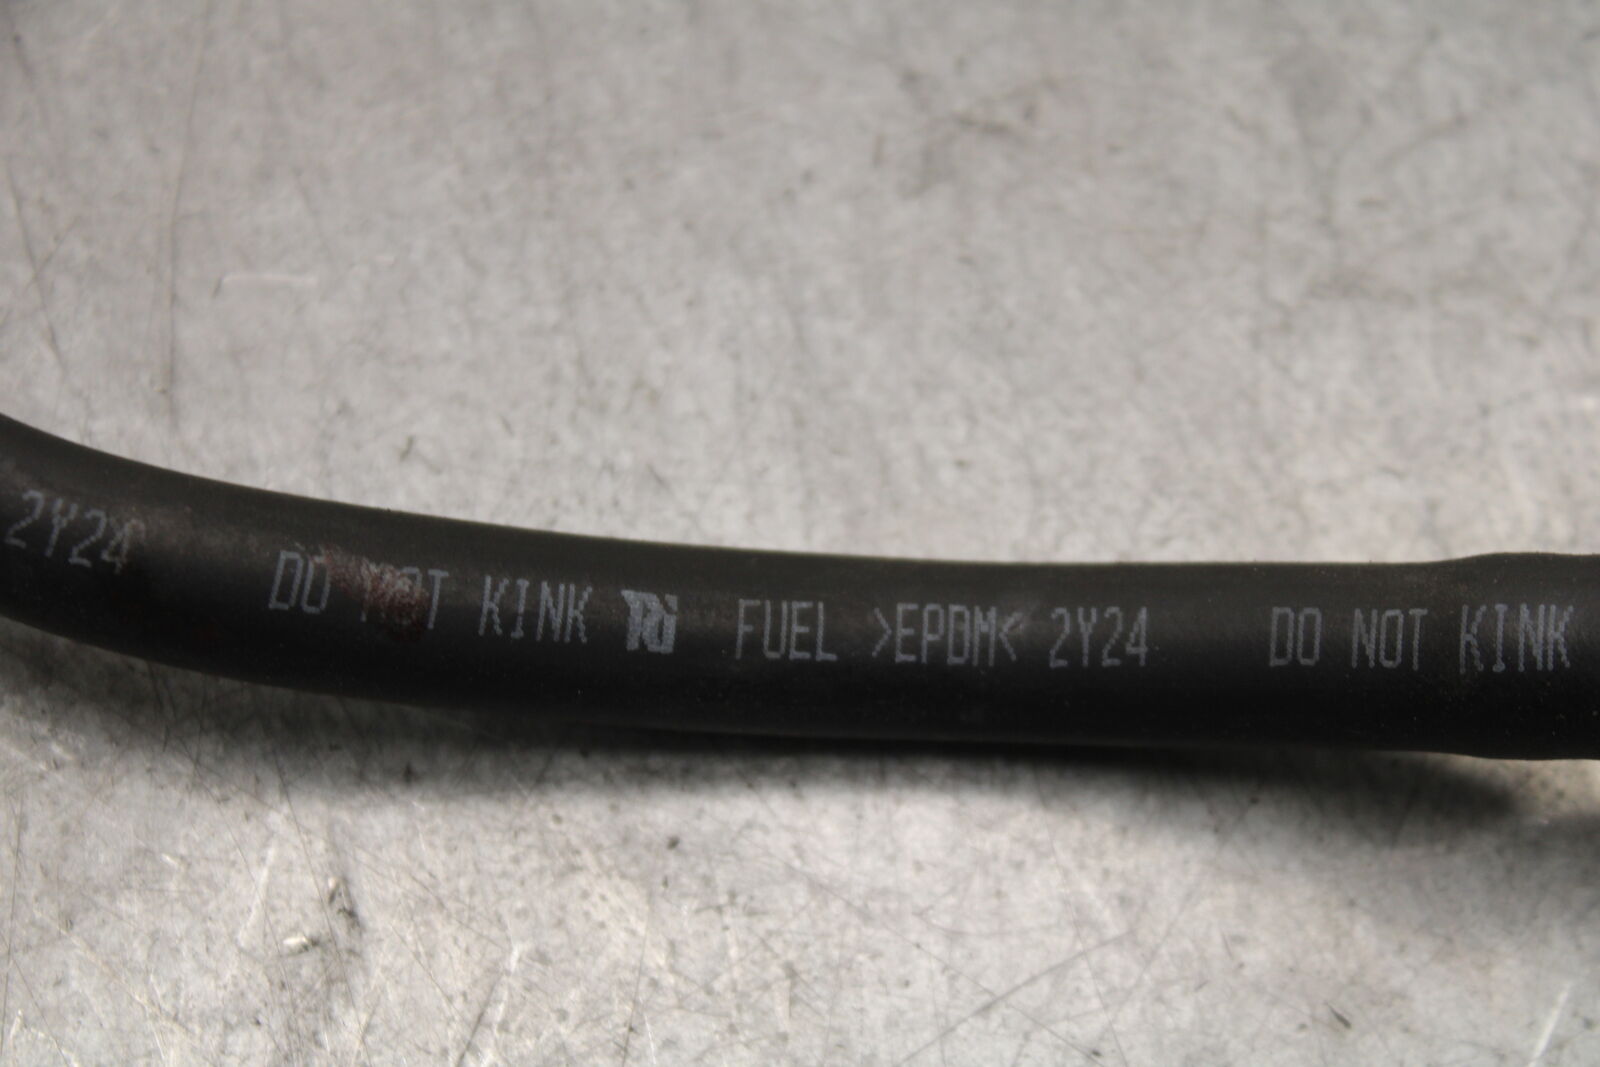 2Y24 DO NOT KINK FUEL >EPDM< 2Y24 DO NOT KINK